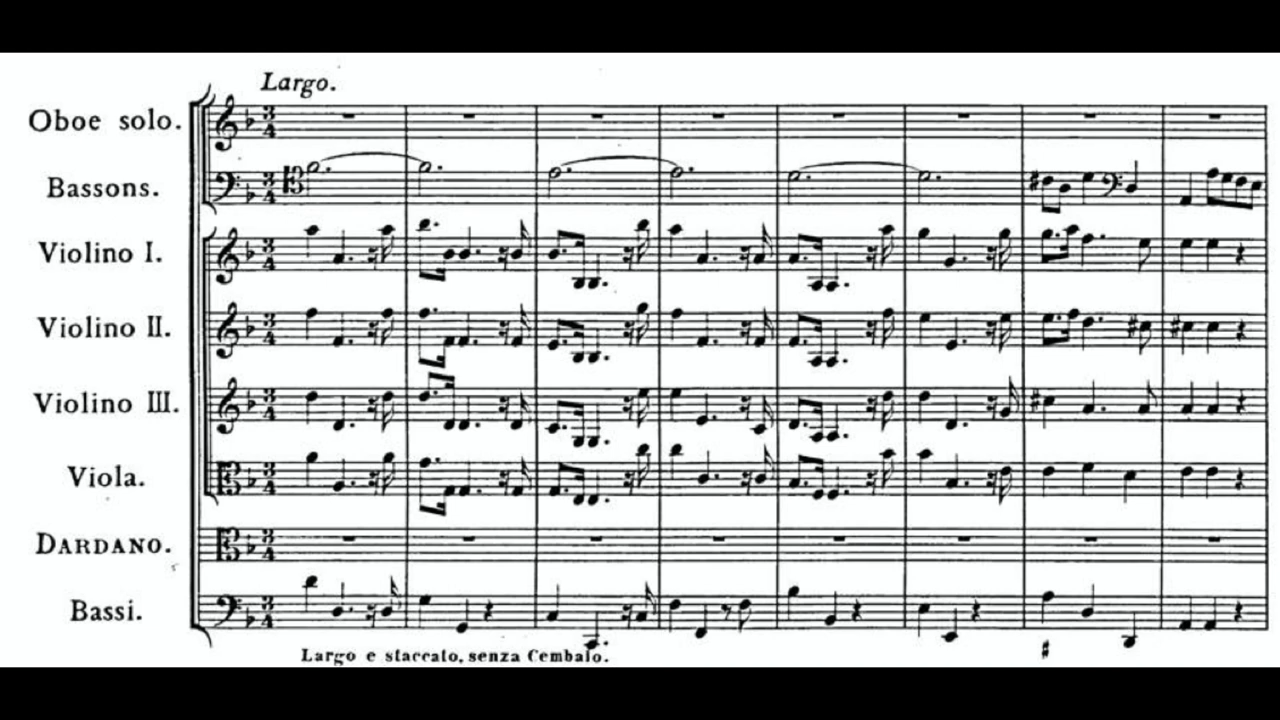 Largo.
Oboe solo.
Bassons.
Violino I.
Violino II.
Violino III.
Viola.
DARDANO.
Bassi.
Largo e staccato, senza Cembalo.